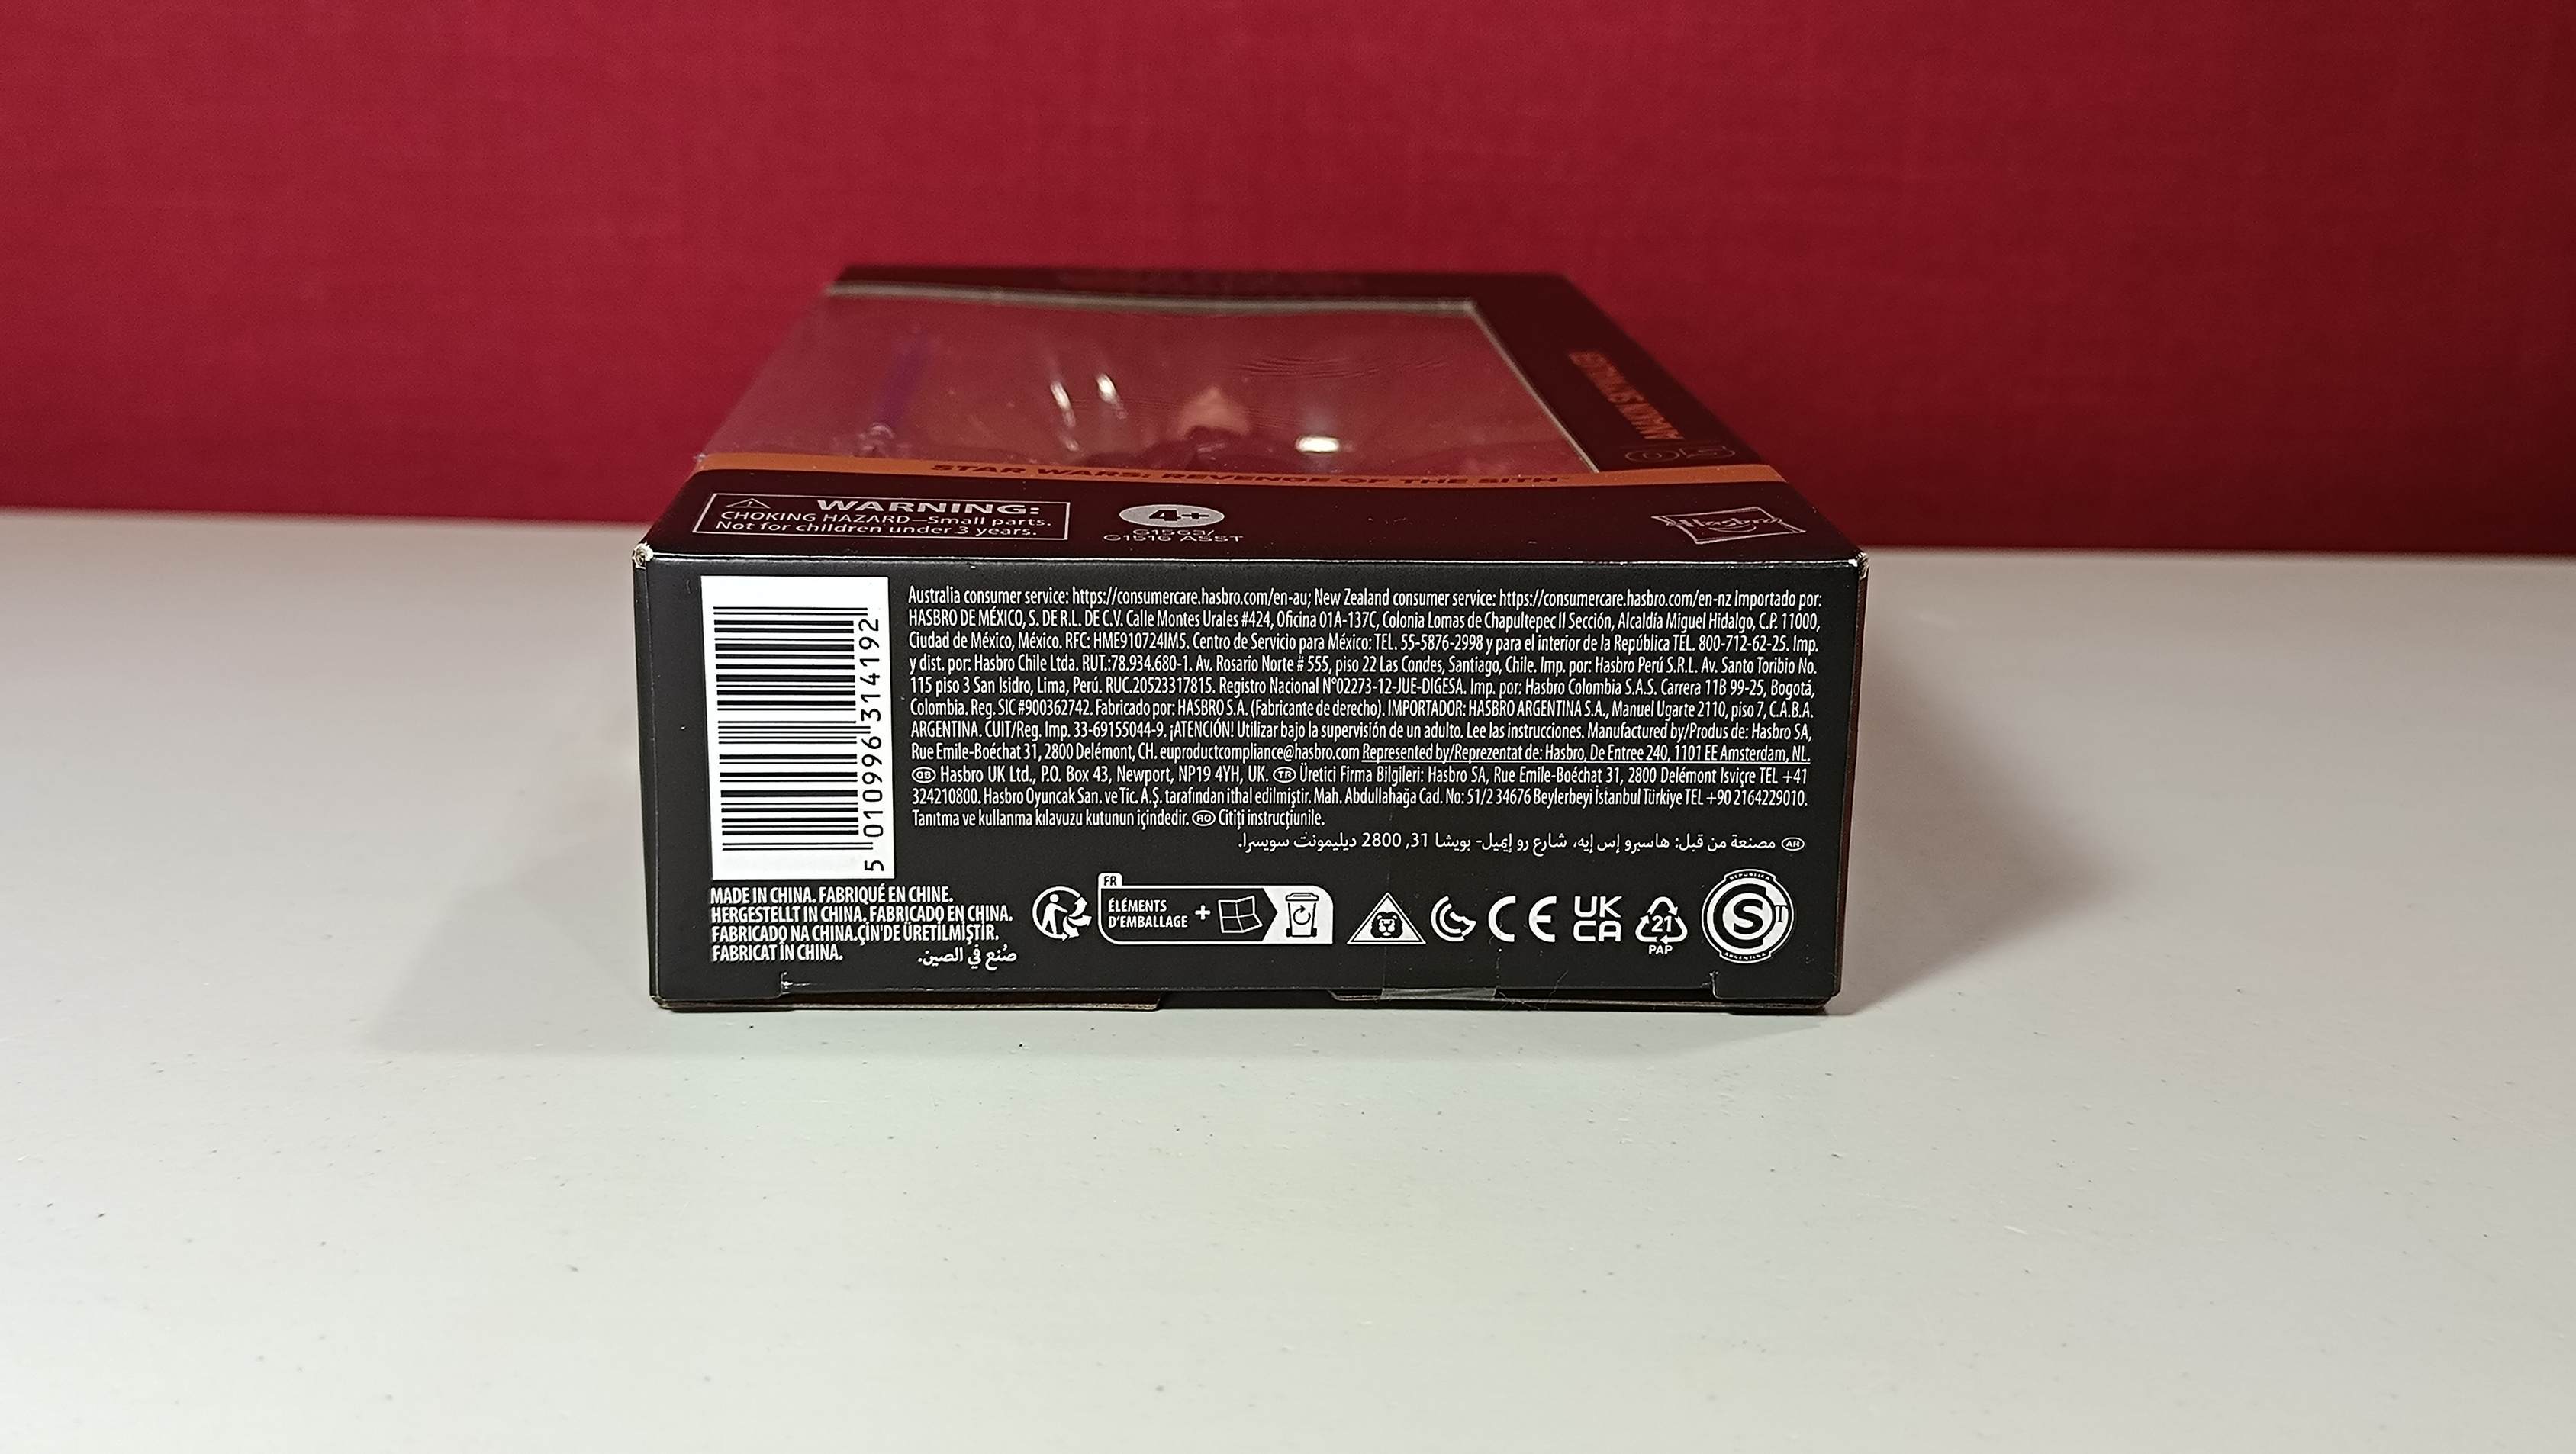 ANAKIN SKYWALKER
STAR WARS: REVENGE OF THE SITH
WARNING:
CHOKING HAZARD—Small parts.
Not for children under 3 years.
4+
G1563/
G1516 ASST
Hasbro
5 010996 314192
Australia consumer service: https://consumercare.hasbro.com/en-au; New Zealand consumer service: https://consumercare.hasbro.com/en-nz Importado por:
HASBRO DE MÉXICO, S. DE R.L. DE C.V. Calle Montes Urales #424, Oficina 01A-137C, Colonia Lomas de Chapultepec II Sección, Alcaldía Miguel Hidalgo, C.P. 11000,
Ciudad de México, México. RFC: HME910724IM5. Centro de Servicio para México: TEL. 55-5876-2998 y para el interior de la República TEL. 800-712-62-25. Imp.
y dist. por: Hasbro Chile Ltda. RUT.:78.934.680-1. Av. Rosario Norte # 555, piso 22 Las Condes, Santiago, Chile. Imp. por: Hasbro Perú S.R.L. Av. Santo Toribio No.
115 piso 3 San Isidro, Lima, Perú. RUC.20523317815. Registro Nacional N°02273-12-JUE-DIGESA. Imp. por: Hasbro Colombia S.A.S. Carrera 11B 99-25, Bogotá,
Colombia. Reg. SIC #900362742. Fabricado por: HASBRO S.A. (Fabricante de derecho). IMPORTADOR: HASBRO ARGENTINA S.A., Manuel Ugarte 2110, piso 7, C.A.B.A.
ARGENTINA. CUIT/Reg. Imp. 33-69155044-9. ¡ATENCIÓN! Utilizar bajo la supervisión de un adulto. Lee las instrucciones. Manufactured by/Produs de: Hasbro SA,
Rue Emile-Boéchat 31, 2800 Delémont, CH. euproductcompliance@hasbro.com Represented by/Reprezentat de: Hasbro, De Entree 240, 1101 EE Amsterdam, NL.
GB Hasbro UK Ltd., P.O. Box 43, Newport, NP19 4YH, UK. TR Üretici Firma Bilgileri: Hasbro SA, Rue Emile-Boéchat 31, 2800 Delémont Isviçre TEL +41
324210800. Hasbro Oyuncak San. ve Tic. A.Ş. tarafından ithal edilmiştir. Mah. Abdullahağa Cad. No: 51/2 34676 Beylerbeyi İstanbul Türkiye TEL +90 2164229010.
Tanıtma ve kullanma kılavuzu kutunun içindedir. RO Citiţi instrucţiunile.
AR مصنعة من قبل: هاسبرو إس إيه، شارع رو إيميل- بويشا 31, 2800 ديليمونت سويسرا.
MADE IN CHINA. FABRIQUÉ EN CHINE.
HERGESTELLT IN CHINA. FABRICADO EN CHINA.
FABRICADO NA CHINA.ÇİN'DE ÜRETİLMİŞTİR.
FABRICAT ÎN CHINA. صُنع في الصين.
FR
ÉLÉMENTS
D'EMBALLAGE
+
CE
UK
CA
21
PAP
REPUBLICA
S
T
ARGENTINA